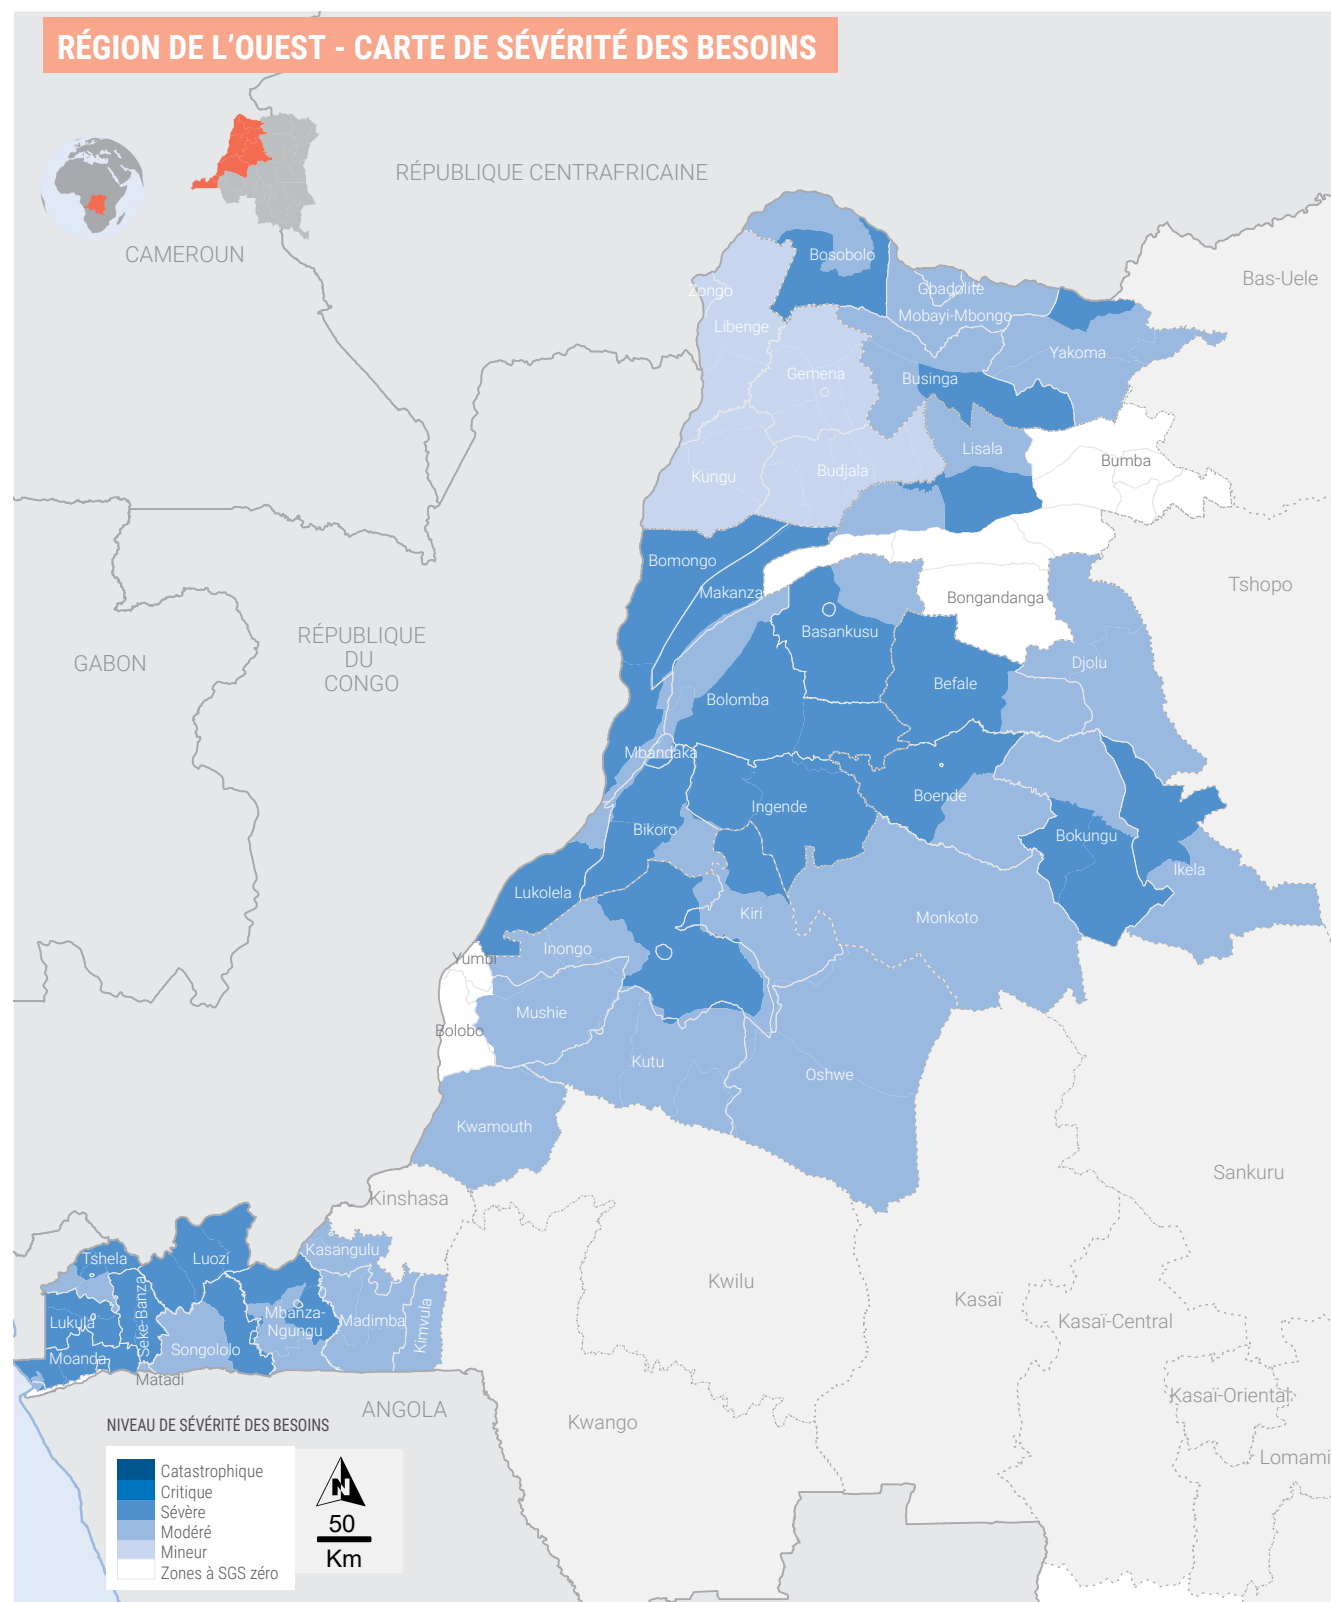 RÉGION DE L'OUEST - CARTE DE SÉVÉRITÉ DES BESOINS
RÉPUBLIQUE CENTRAFRICAINE
CAMEROUN
Bosobolo
Bas-Uele
Zongo
Gbadolite
Mobayi-Mbongo
Libenge
Yakoma
Gemena
Businga
Lisala
Bumba
Kungu
Budjala
Bomongo
Makanza
Bongandanga
Tshopo
RÉPUBLIQUE
DU
CONGO
GABON
Basankusu
Djolu
Befale
Bolomba
Mbandaka
Boende
Ingende
Bikoro
Bokungu
Ikela
Lukolela
Kiri
Monkoto
Inongo
Yumbi
Mushie
Bolobo
Kutu
Oshwe
Kwamouth
Sankuru
Kinshasa
Tshela
Luozi
Kasangulu
Kwilu
Kasaï
Seke-Banza
Lukula
Mbanza-
Ngungu
Madimba
Kimvula
Kasaï-Central
Moanda
Songololo
Matadi
Kasaï-Oriental
ANGOLA
Kwango
Lomami
NIVEAU DE SÉVÉRITÉ DES BESOINS
Catastrophique
Critique
Sévère
Modéré
Mineur
Zones à SGS zéro
N
50
Km